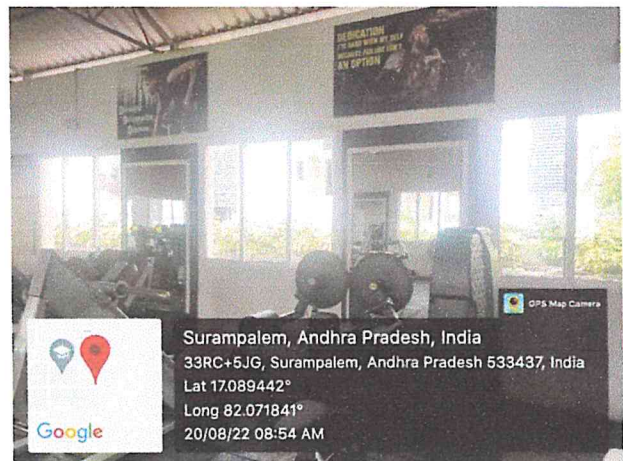 DEDICATION
AN OPTION
GPS Map Camera
Surampalem, Andhra Pradesh, India
33RC+5JG, Surampalem, Andhra Pradesh 533437, India
Lat 17.089442°
Long 82.071841°
Google
20/08/22 08:54 AM